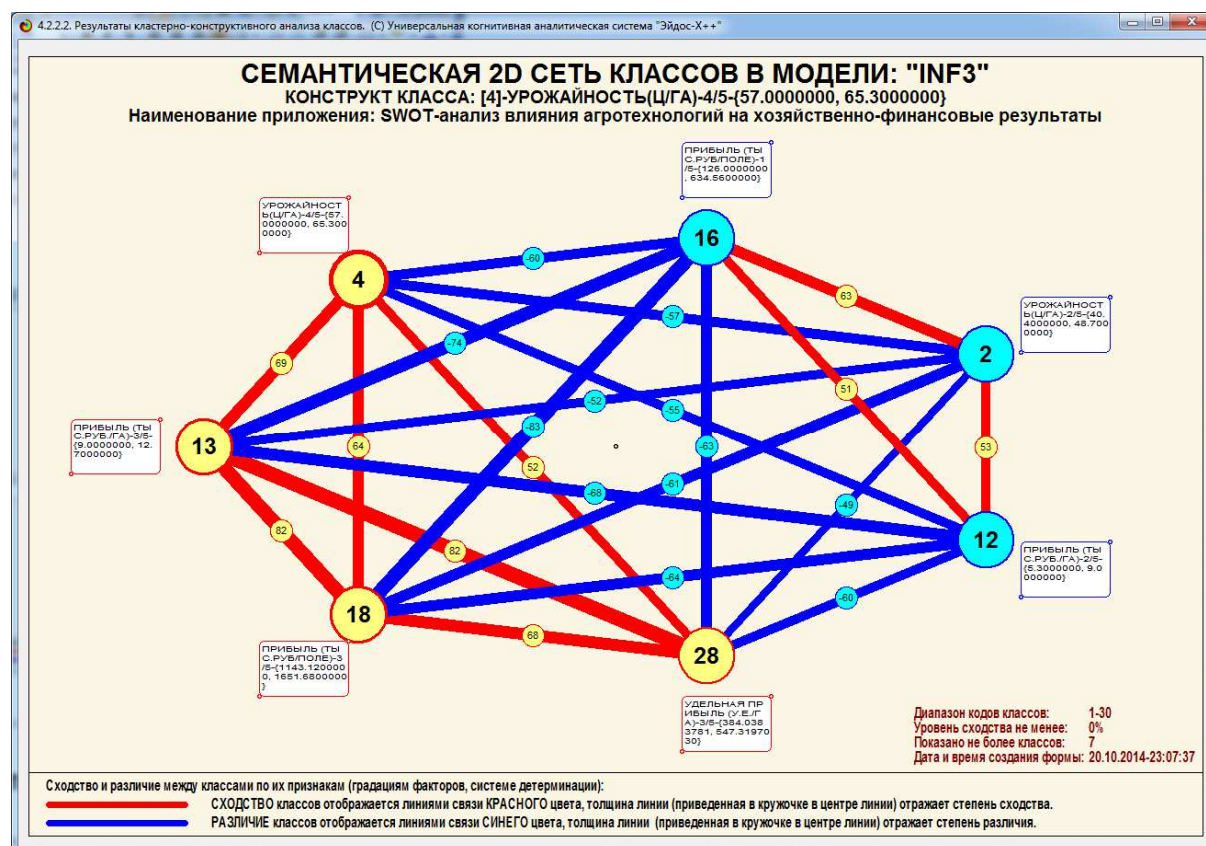 4.2.2.2. Результаты кластерно-конструктивного анализа классов. (С) Универсальная когнитивная аналитическая система "Эйдос-Х++"
СЕМАНТИЧЕСКАЯ 2D СЕТЬ КЛАССОВ В МОДЕЛИ: "INF3"
КОНСТРУКТ КЛАССА: [4]-УРОЖАЙНОСТЬ(Ц/ГА)-4/5-{57.0000000, 65.3000000}
Наименование приложения: SWOT-анализ влияния агротехнологий на хозяйственно-финансовые результаты
ПРИБЫЛЬ (ТЫ
С.РУБ/ПОЛЕ)-1
/5-{126.0000000
, 634.5600000}
УРОЖАЙНОСТ
Ь(Ц/ГА)-4/5-{57.
0000000, 65.300
0000}
16
4
-60
63
УРОЖАЙНОСТ
Ь(Ц/ГА)-2/5-{40.
4000000, 48.700
0000}
-57
-74
2
69
51
-52
-55
ПРИБЫЛЬ (ТЫ
С.РУБ./ГА)-3/5-
{9.0000000, 12.
7000000}
-83
13
64
-63
53
52
-61
-68
-49
82
82
12
ПРИБЫЛЬ (ТЫ
С.РУБ./ГА)-2/5-
{5.3000000, 9.0
000000}
-64
-60
18
68
28
ПРИБЫЛЬ (ТЫ
С.РУБ/ПОЛЕ)-3
/5-{1143.120000
0, 1651.6800000
}
УДЕЛЬНАЯ ПР
ИБЫЛЬ (У.Е./Г
А)-3/5-{384.038
3781, 547.31970
30}
Диапазон кодов классов: 1-30
Уровень сходства не менее: 0%
Показано не более классов: 7
Дата и время создания формы: 20.10.2014-23:07:37
Сходство и различие между классами по их признакам (градациям факторов, системе детерминации):
СХОДСТВО классов отображается линиями связи КРАСНОГО цвета, толщина линии (приведенная в кружочке в центре линии) отражает степень сходства.
РАЗЛИЧИЕ классов отображается линиями связи СИНЕГО цвета, толщина линии (приведенная в кружочке в центре линии) отражает степень различия.